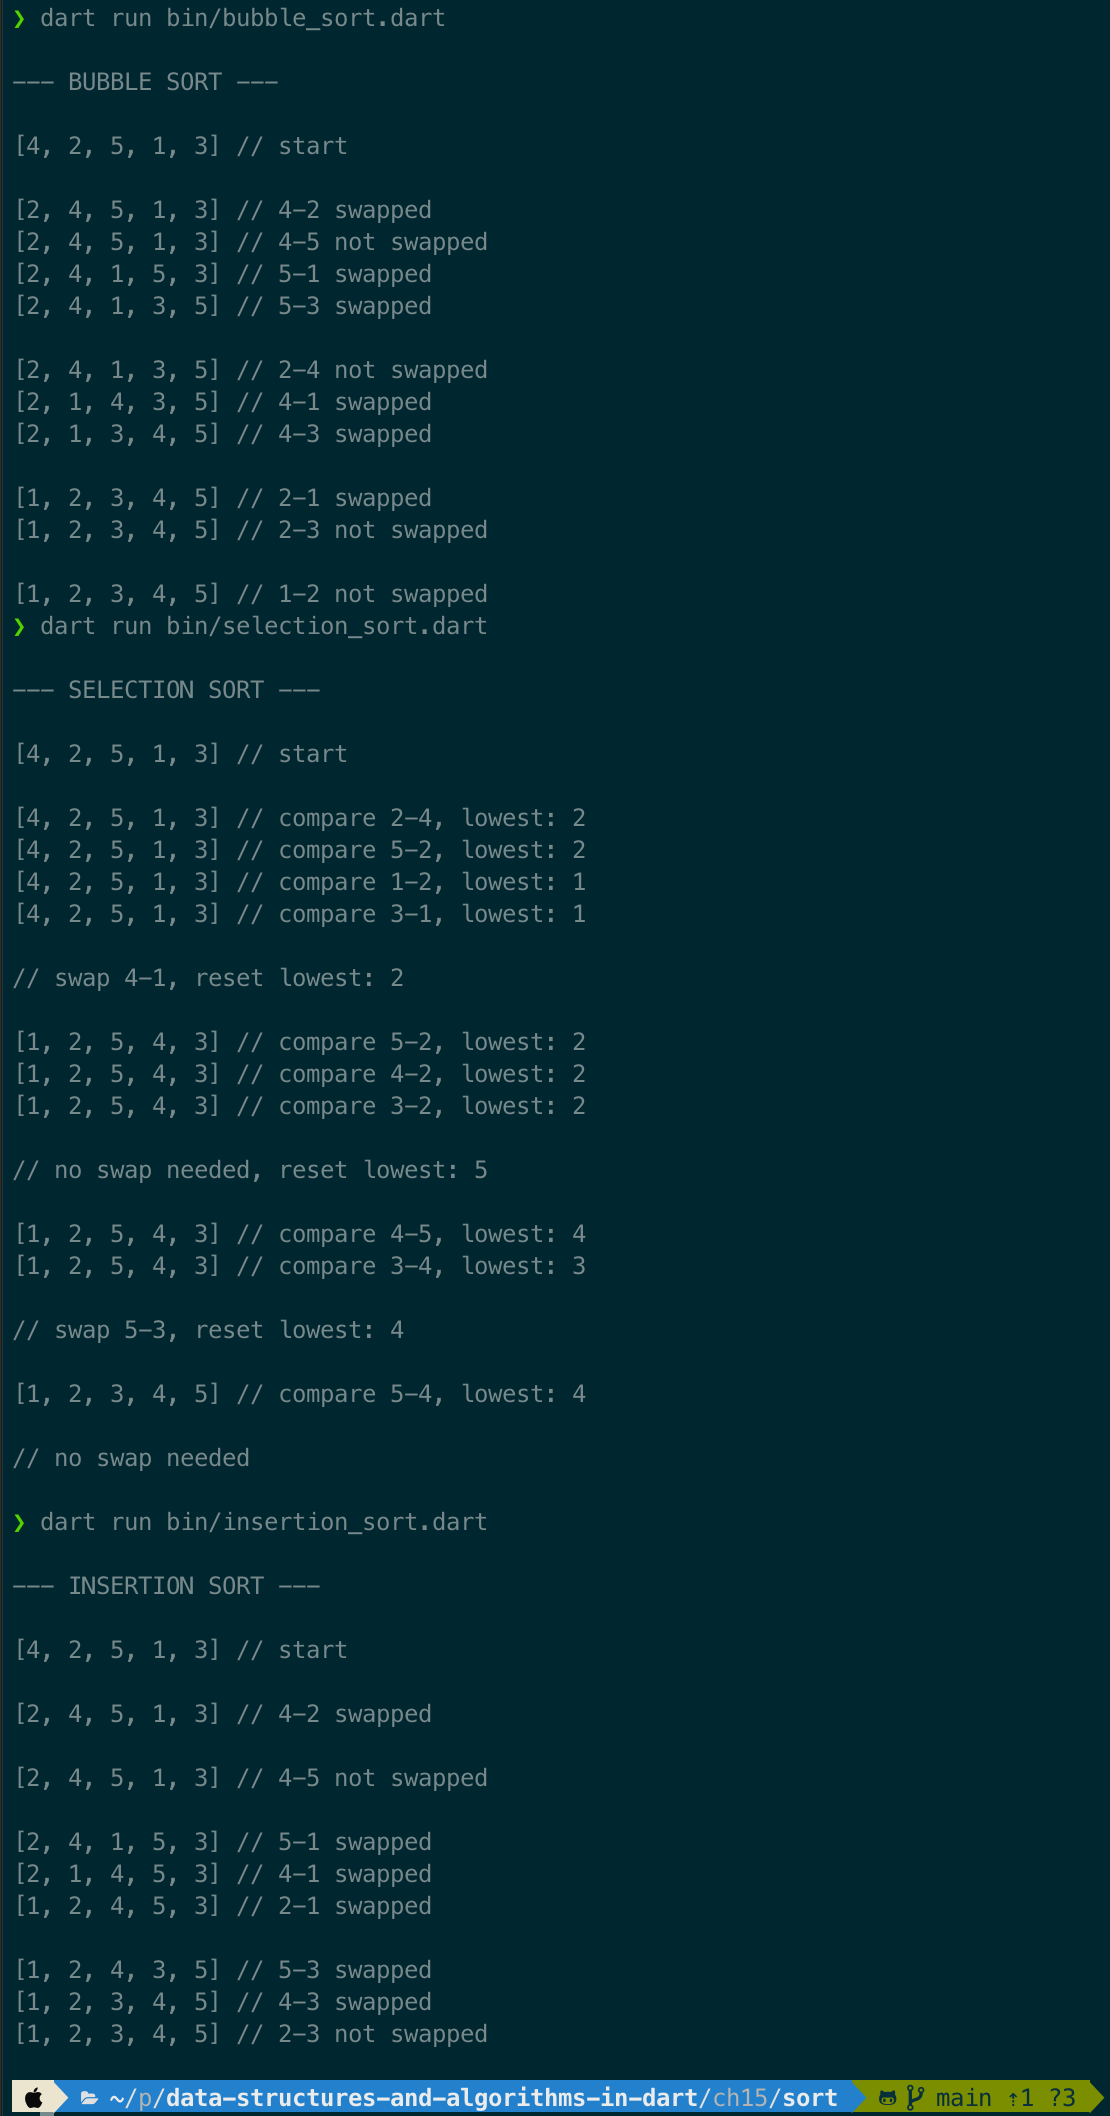 ❯ dart run bin/bubble_sort.dart
--- BUBBLE SORT ---
[4, 2, 5, 1, 3] // start
[2, 4, 5, 1, 3] // 4-2 swapped
[2, 4, 5, 1, 3] // 4-5 not swapped
[2, 4, 1, 5, 3] // 5-1 swapped
[2, 4, 1, 3, 5] // 5-3 swapped
[2, 4, 1, 3, 5] // 2-4 not swapped
[2, 1, 4, 3, 5] // 4-1 swapped
[2, 1, 3, 4, 5] // 4-3 swapped
[1, 2, 3, 4, 5] // 2-1 swapped
[1, 2, 3, 4, 5] // 2-3 not swapped
[1, 2, 3, 4, 5] // 1-2 not swapped
❯ dart run bin/selection_sort.dart
--- SELECTION SORT ---
[4, 2, 5, 1, 3] // start
[4, 2, 5, 1, 3] // compare 2-4, lowest: 2
[4, 2, 5, 1, 3] // compare 5-2, lowest: 2
[4, 2, 5, 1, 3] // compare 1-2, lowest: 1
[4, 2, 5, 1, 3] // compare 3-1, lowest: 1
// swap 4-1, reset lowest: 2
[1, 2, 5, 4, 3] // compare 5-2, lowest: 2
[1, 2, 5, 4, 3] // compare 4-2, lowest: 2
[1, 2, 5, 4, 3] // compare 3-2, lowest: 2
// no swap needed, reset lowest: 5
[1, 2, 5, 4, 3] // compare 4-5, lowest: 4
[1, 2, 5, 4, 3] // compare 3-4, lowest: 3
// swap 5-3, reset lowest: 4
[1, 2, 3, 4, 5] // compare 5-4, lowest: 4
// no swap needed
❯ dart run bin/insertion_sort.dart
--- INSERTION SORT ---
[4, 2, 5, 1, 3] // start
[2, 4, 5, 1, 3] // 4-2 swapped
[2, 4, 5, 1, 3] // 4-5 not swapped
[2, 4, 1, 5, 3] // 5-1 swapped
[2, 1, 4, 5, 3] // 4-1 swapped
[1, 2, 4, 5, 3] // 2-1 swapped
[1, 2, 4, 3, 5] // 5-3 swapped
[1, 2, 3, 4, 5] // 4-3 swapped
[1, 2, 3, 4, 5] // 2-3 not swapped
~/p/data-structures-and-algorithms-in-dart/ch15/sort main ⇡1 ?3